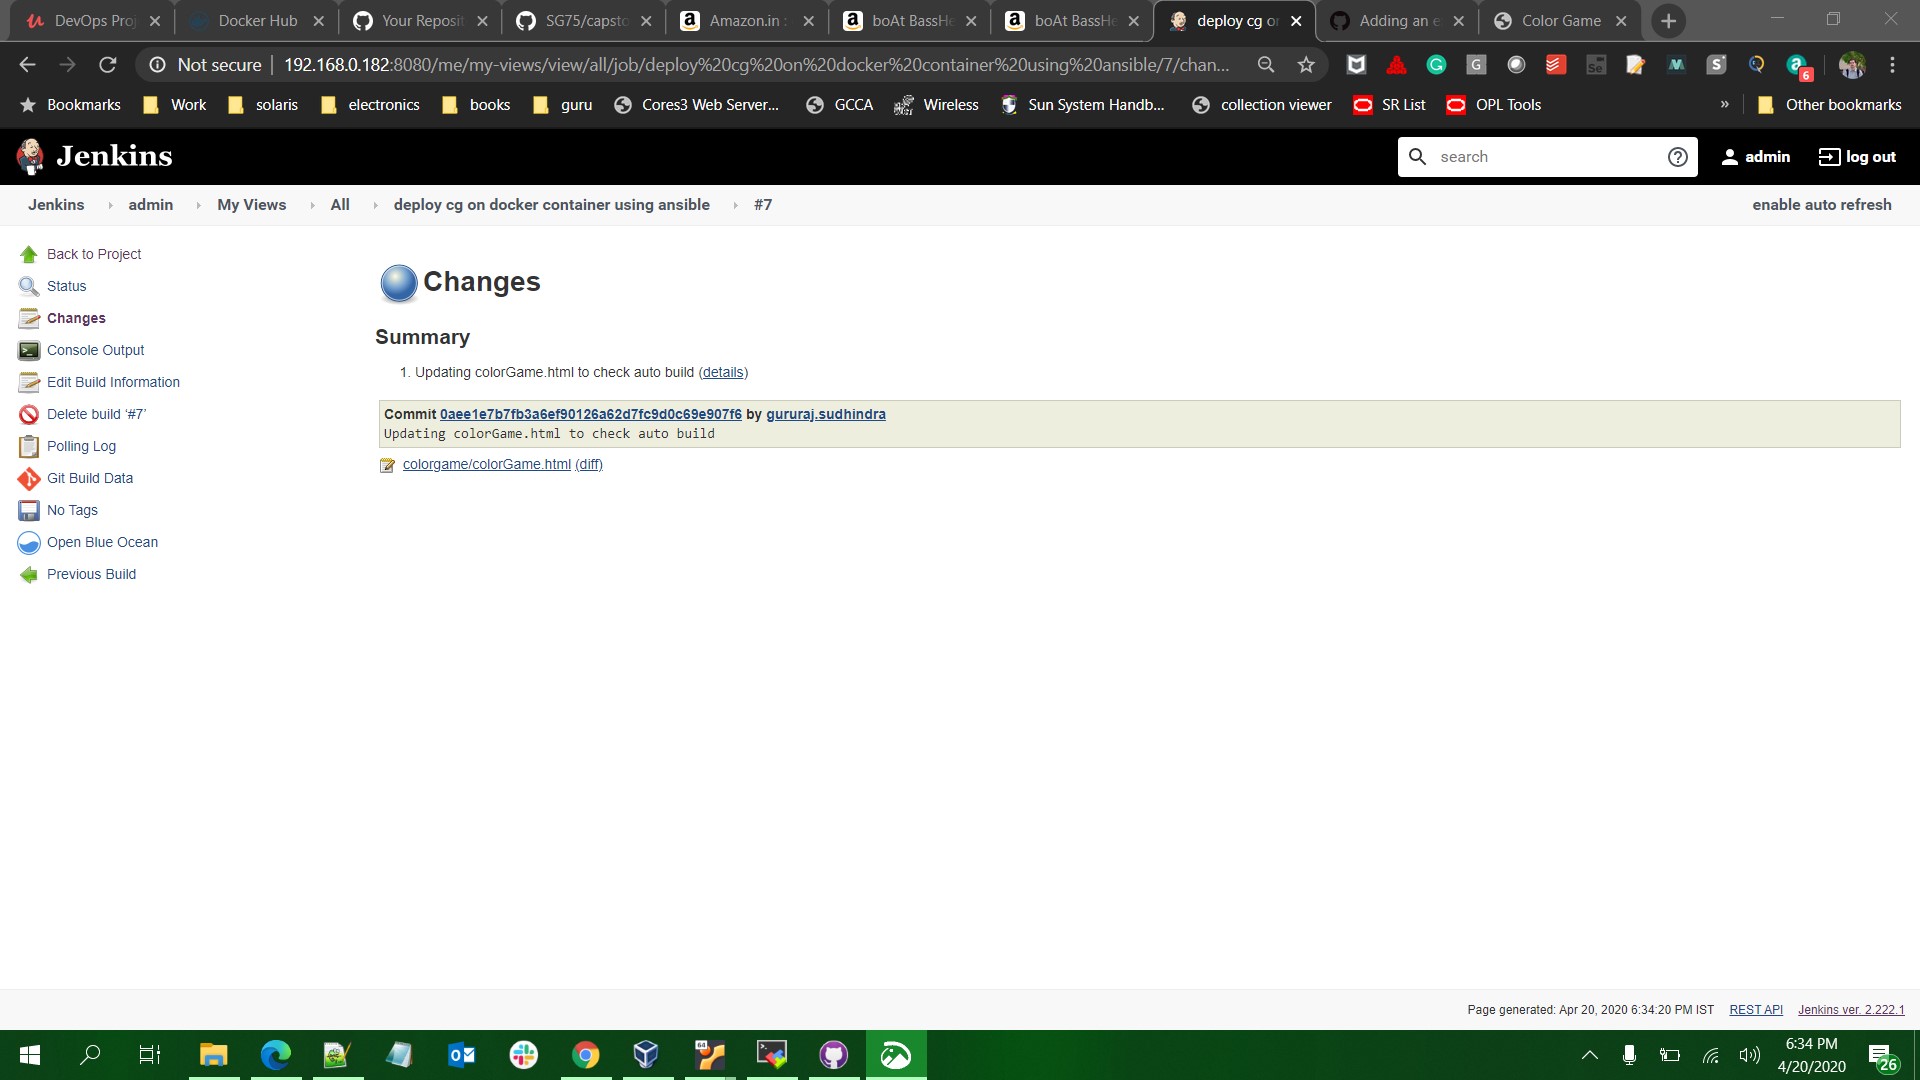 DevOps Proj
Docker Hub
Your Reposit
SG75/capsto
Amazon.in :
boAt BassHe
boAt BassHe
deploy cg on
Adding an e
Color Game
Not secure
192.168.0.182:8080/me/my-views/view/all/job/deploy%20cg%20on%20docker%20container%20using%20ansible/7/chan...
6
Bookmarks
Work
solaris
electronics
books
guru
Cores3 Web Server...
GCCA
Wireless
Sun System Handb...
collection viewer
SR List
OPL Tools
»
Other bookmarks
Jenkins
search
admin
log out
Jenkins
admin
My Views
All
deploy cg on docker container using ansible
#7
enable auto refresh
Back to Project
Status
Changes
Console Output
Edit Build Information
Delete build ‘#7’
Polling Log
Git Build Data
No Tags
Open Blue Ocean
Previous Build
Changes
Summary
1. Updating colorGame.html to check auto build (details)
Commit 0aee1e7b7fb3a6ef90126a62d7fc9d0c69e907f6 by gururaj.sudhindra
Updating colorGame.html to check auto build
colorgame/colorGame.html (diff)
Page generated: Apr 20, 2020 6:34:20 PM IST
REST API
Jenkins ver. 2.222.1
6:34 PM
4/20/2020
26